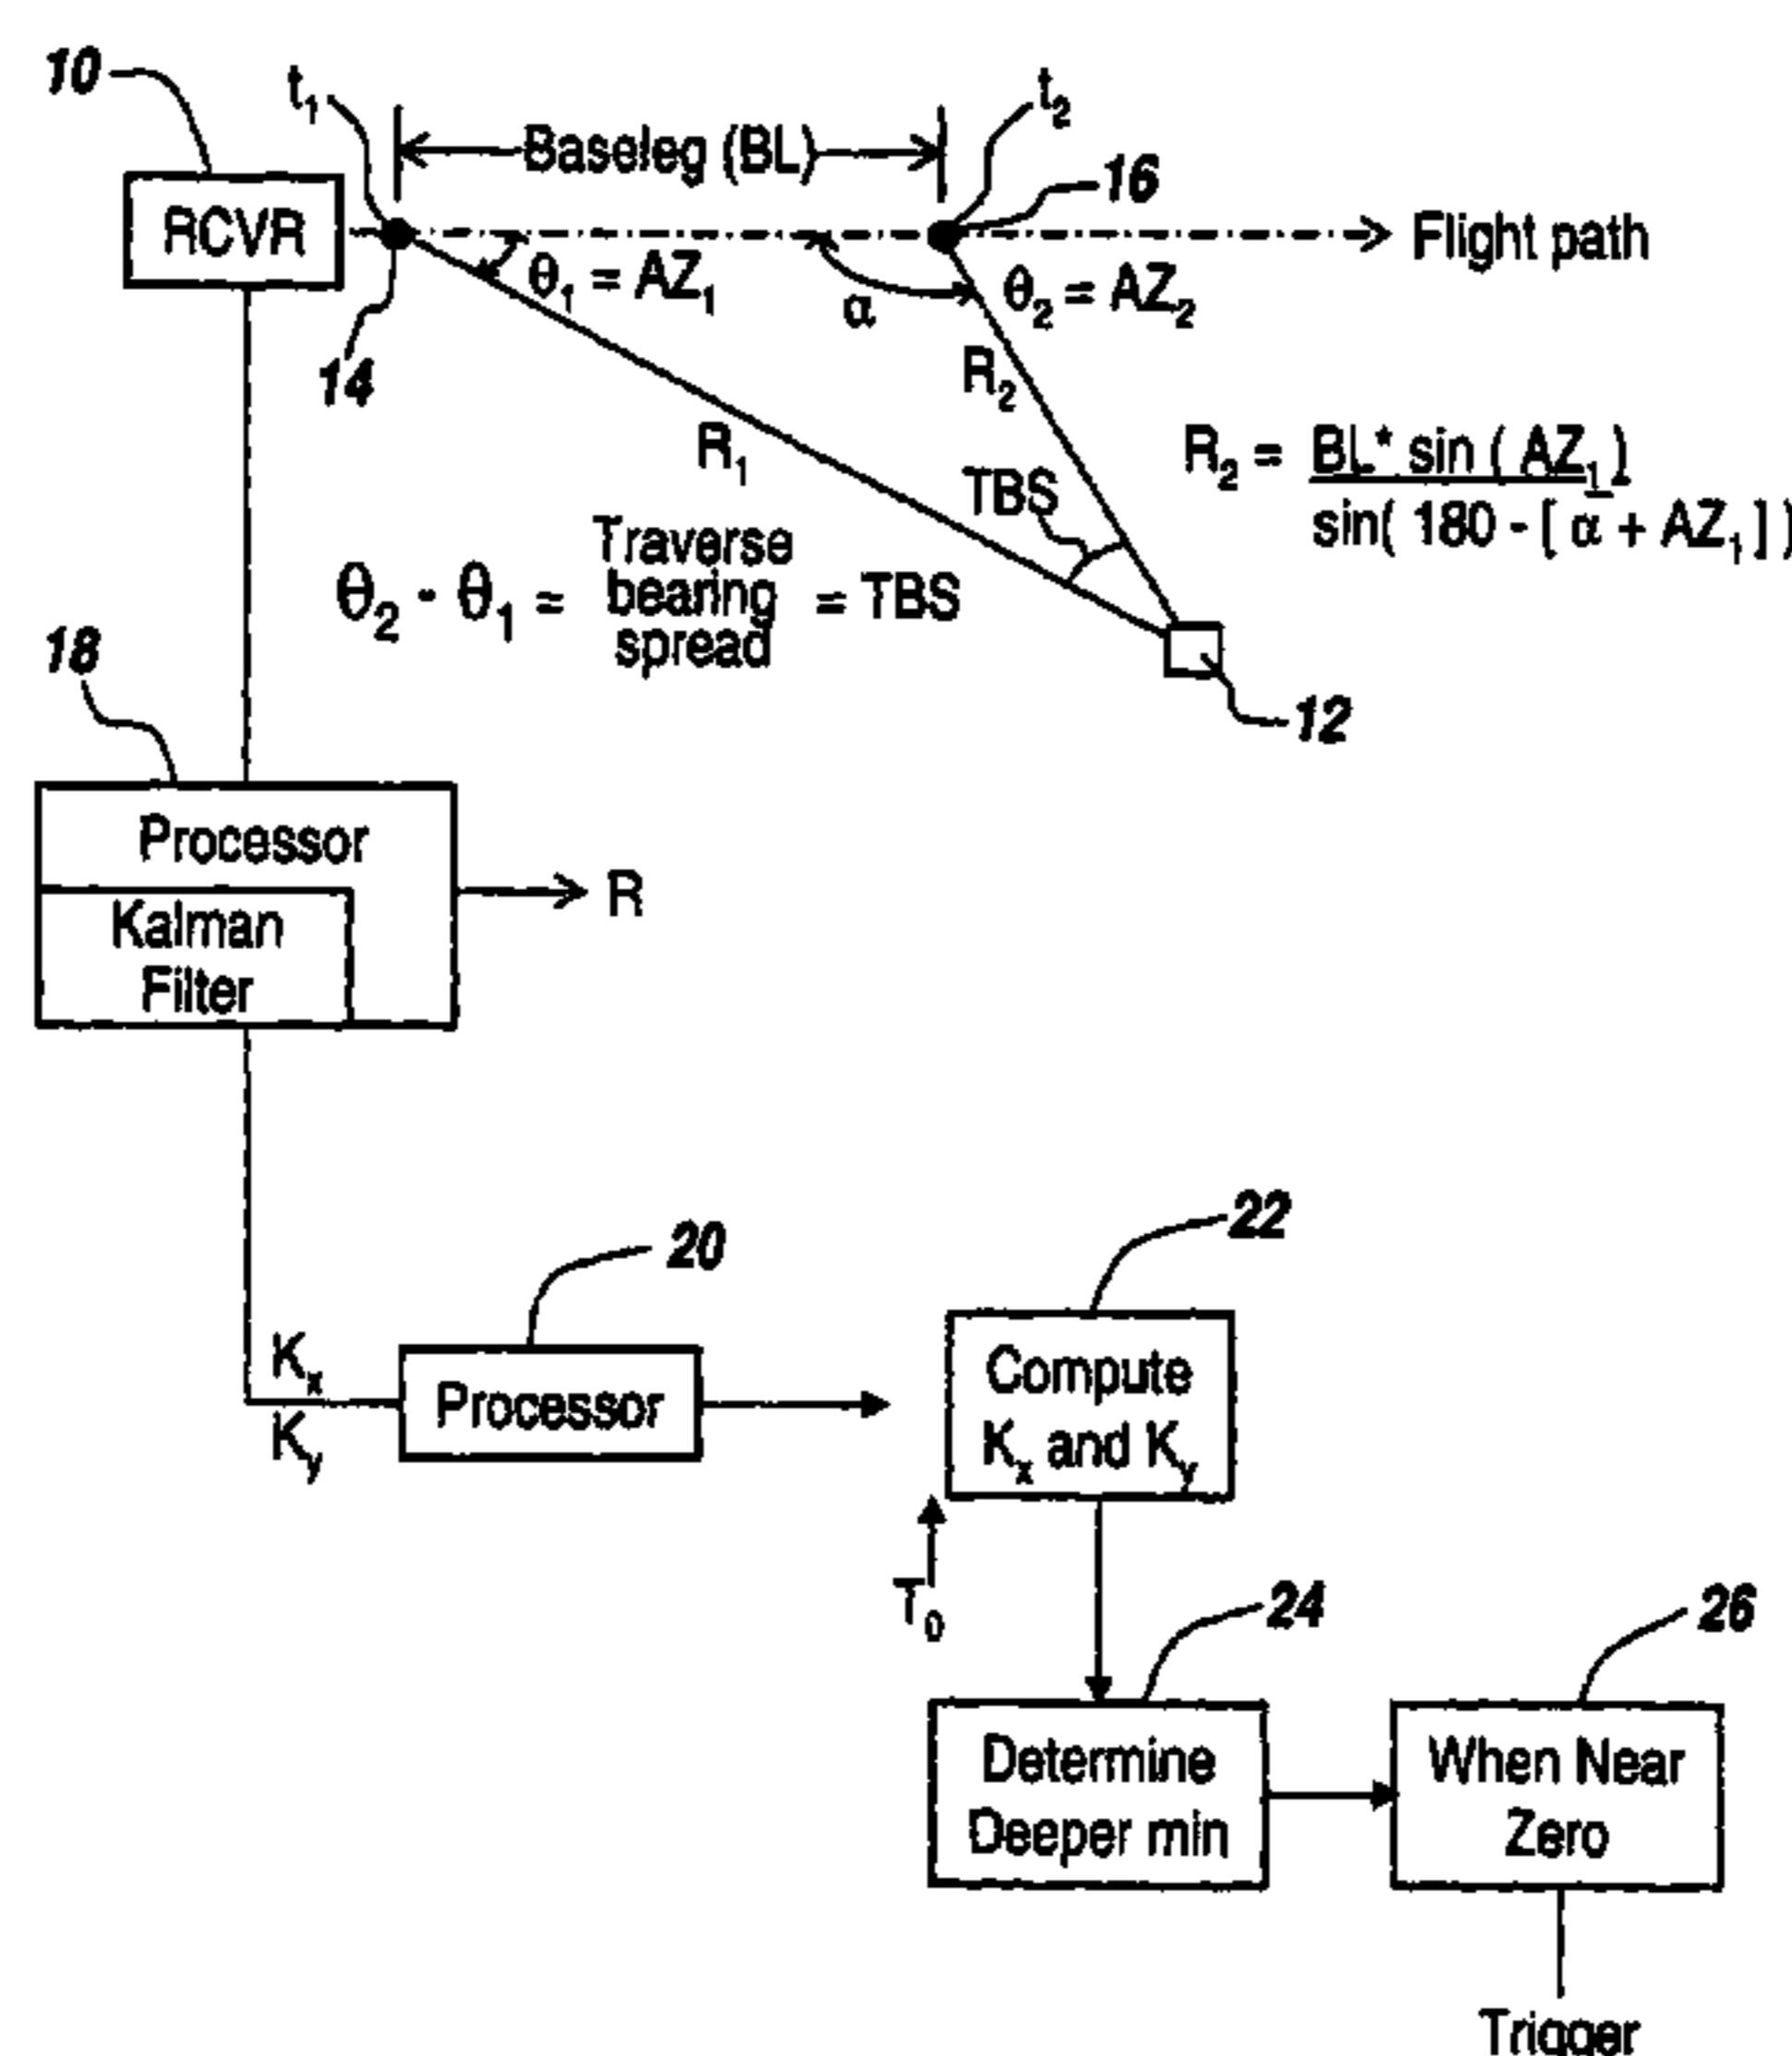 10
t1
Baseleg (BL)
t2
16
RCVR
Flight path
θ1 = AZ1
α
θ2 = AZ2
14
R2
R1
R2 = BL* sin ( AZ1 )
sin( 180 - [ α + AZ1 ] )
TBS
θ2 - θ1 = Traverse bearing spread = TBS
18
12
Processor
Kalman
Filter
R
20
22
Kx
Ky
Processor
Compute
Kx and Ky
T0
24
26
Determine
Deeper min
When Near
Zero
Trigger